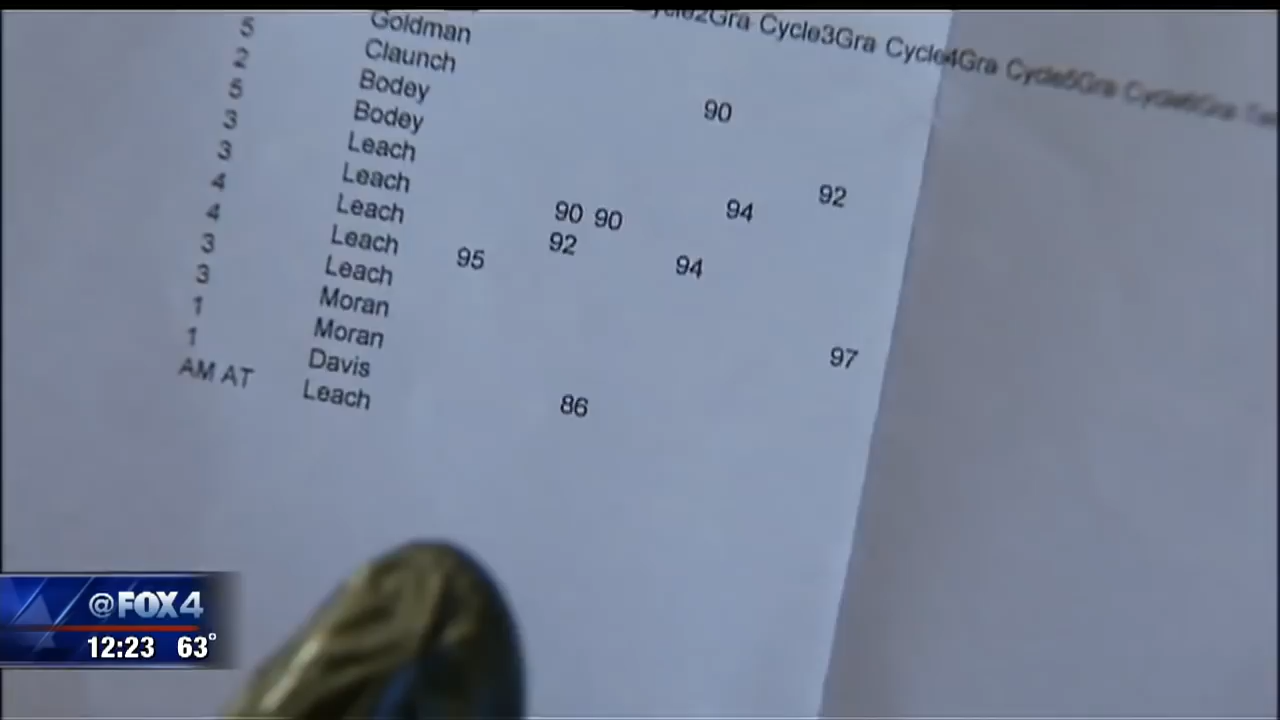 Cycle2Gra Cycle3Gra Cycle4Gra Cycle5Gra Cycle6Gra
Goldman
5 Claunch 90
2 Bodey
5 Bodey 92
3 Leach 94
3 Leach 90 90
4 Leach 92 94
4 Leach 95
3 Leach 97
3 Moran
1 Moran
1 Davis 86
AM AT Leach
@FOX4
12:23 63°